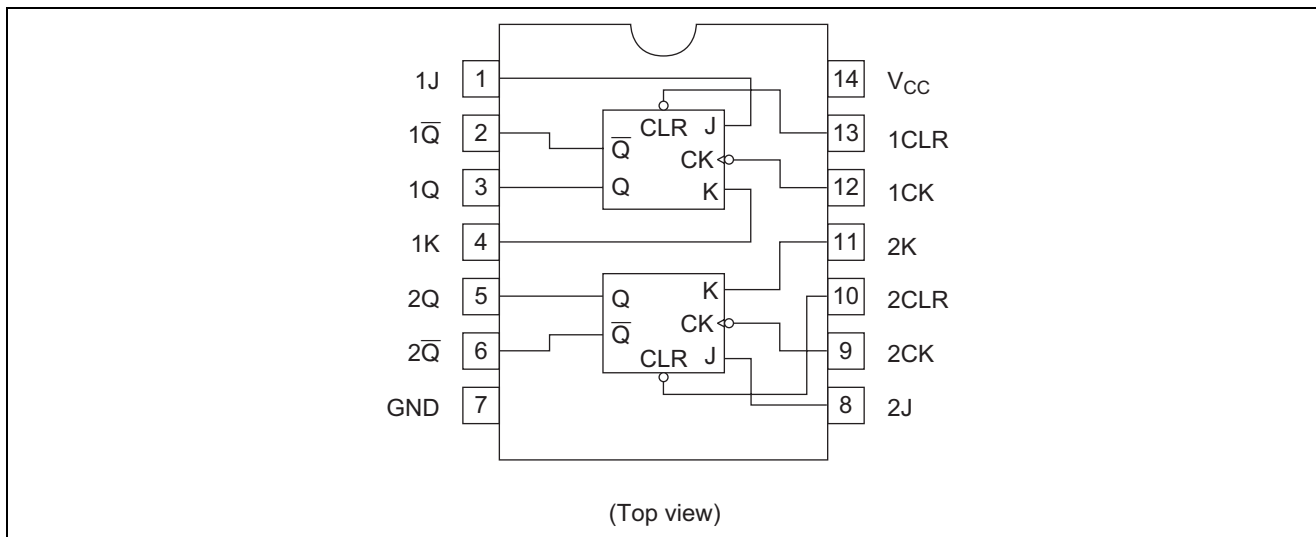 1J 1 14 V_CC
CLR J
1Q̅ 2 Q̅ 13 1CLR
CK
1Q 3 Q K 12 1CK
1K 4 11 2K
2Q 5 Q K 10 2CLR
CK
2Q̅ 6 Q̅ 9 2CK
CLR J
GND 7 8 2J
(Top view)